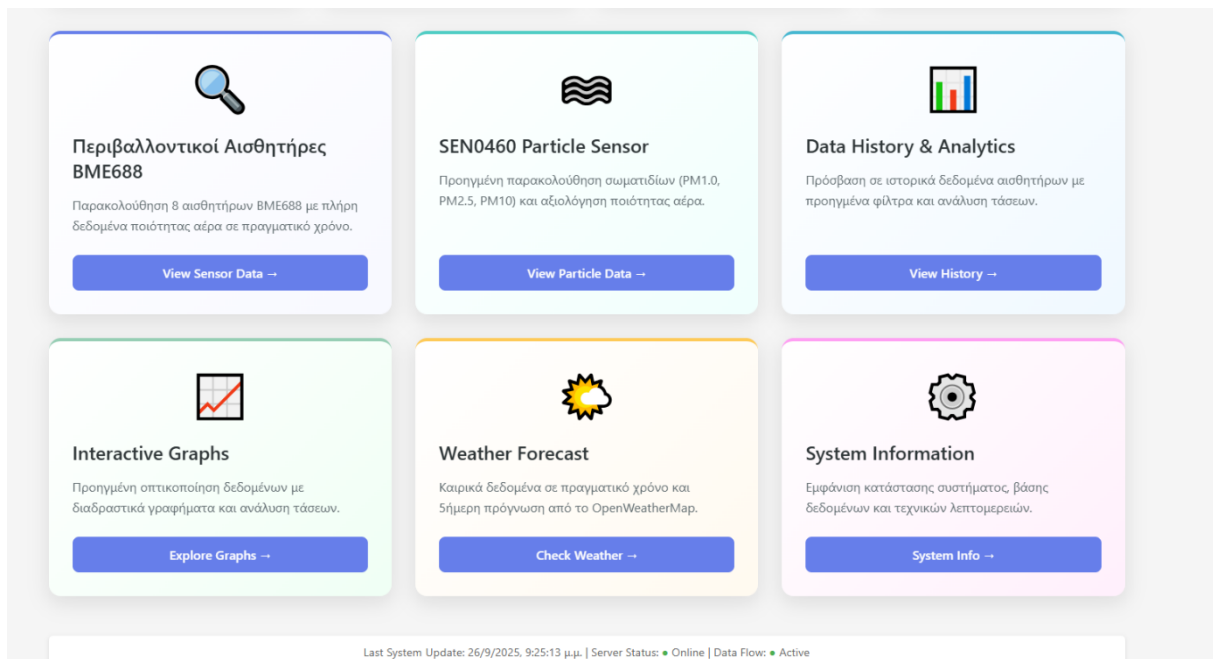 Περιβαλλοντικοί Αισθητήρες
BME688
Παρακολούθηση 8 αισθητήρων BME688 με πλήρη
δεδομένα ποιότητας αέρα σε πραγματικό χρόνο.
View Sensor Data →
SEN0460 Particle Sensor
Προηγμένη παρακολούθηση σωματιδίων (PM1.0,
PM2.5, PM10) και αξιολόγηση ποιότητας αέρα.
View Particle Data →
Data History & Analytics
Πρόσβαση σε ιστορικά δεδομένα αισθητήρων με
προηγμένα φίλτρα και ανάλυση τάσεων.
View History →
Interactive Graphs
Προηγμένη οπτικοποίηση δεδομένων με
διαδραστικά γραφήματα και ανάλυση τάσεων.
Explore Graphs →
Weather Forecast
Καιρικά δεδομένα σε πραγματικό χρόνο και
5ήμερη πρόγνωση από το OpenWeatherMap.
Check Weather →
System Information
Εμφάνιση κατάστασης συστήματος, βάσης
δεδομένων και τεχνικών λεπτομερειών.
System Info →
Last System Update: 26/9/2025, 9:25:13 μ.μ. | Server Status: ● Online | Data Flow: ● Active